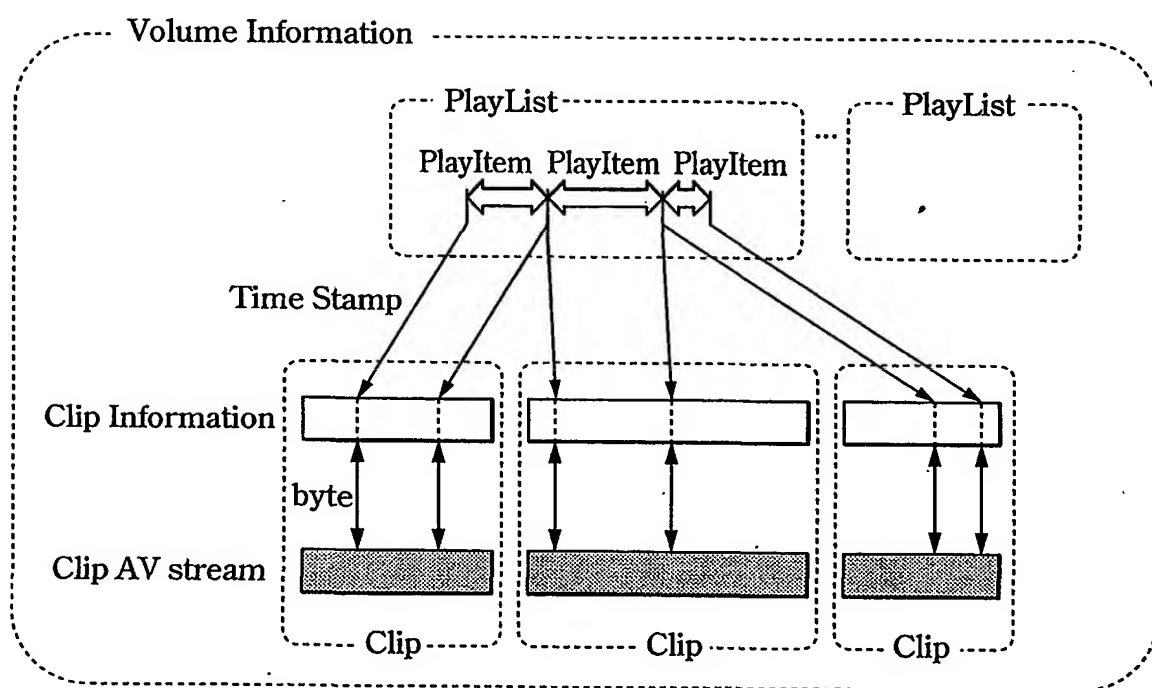 Volume Information
PlayList
PlayList
...
PlayItem PlayItem PlayItem
Time Stamp
Clip Information
byte
Clip AV stream
Clip
Clip
Clip